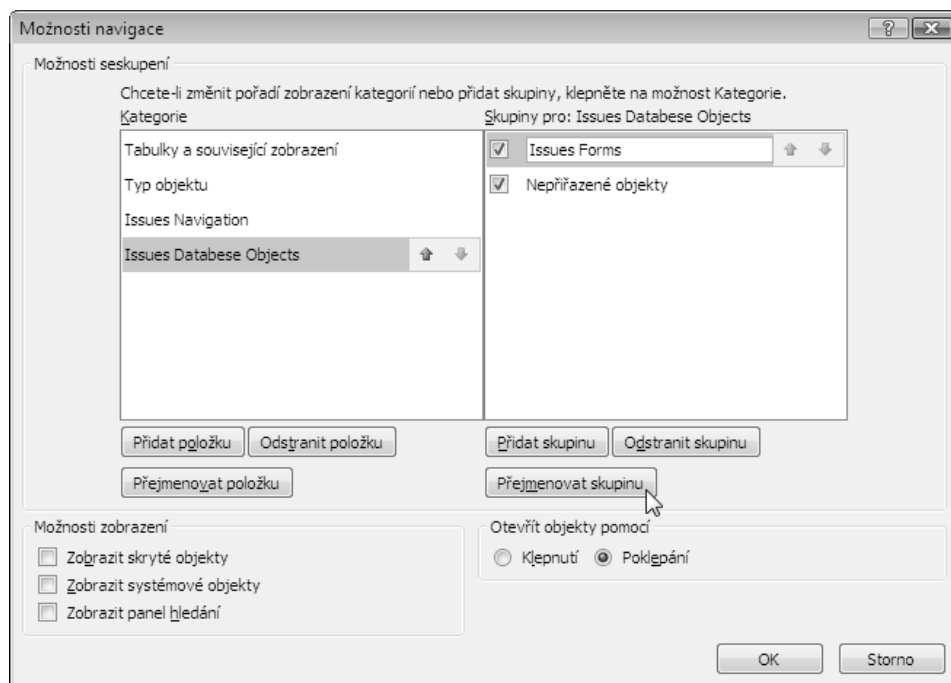 Možnosti navigace
Možnosti seskupení
Chcete-li změnit pořadí zobrazení kategorií nebo přidat skupiny, klepněte na možnost Kategorie.
Kategorie
Skupiny pro: Issues Databese Objects
Tabulky a související zobrazení
Issues Forms
Typ objektu
Nepřiřazené objekty
Issues Navigation
Issues Databese Objects
Přidat položku
Odstranit položku
Přidat skupinu
Odstranit skupinu
Přejmenovat položku
Přejmenovat skupinu
Možnosti zobrazení
Otevřít objekty pomocí
Zobrazit skryté objekty
Klepnutí
Poklepání
Zobrazit systémové objekty
Zobrazit panel hledání
OK
Storno